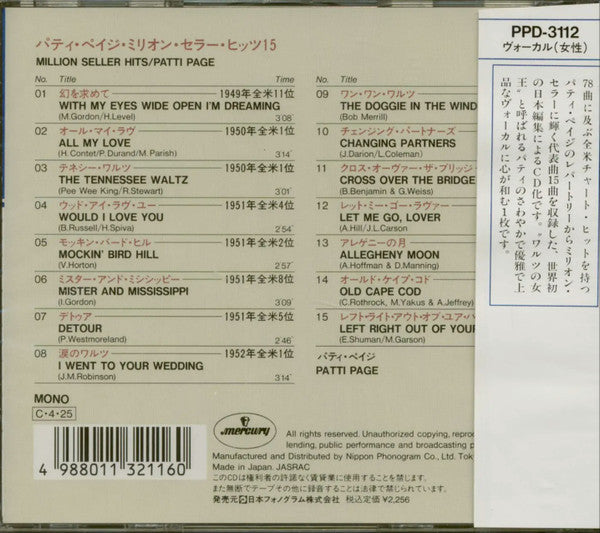 パティ・ペイジ・ミリオン・セラー・ヒッツ15
MILLION SELLER HITS/PATTI PAGE
No. Title Time
01 幻を求めて 1949年全米11位
WITH MY EYES WIDE OPEN I'M DREAMING
(M.Gordon/H.Level) 3'08"
02 オール・マイ・ラヴ 1950年全米1位
ALL MY LOVE
(H.Contet/P.Durand/M.Parish) 3'14"
03 テネシー・ワルツ 1950年全米1位
THE TENNESSEE WALTZ
(Pee Wee King/R.Stewart) 3'01"
04 ウッド・アイ・ラヴ・ユー 1951年全米4位
WOULD I LOVE YOU
(B.Russell/H.Spiva) 2'54"
05 モッキン・バード・ヒル 1951年全米2位
MOCKIN' BIRD HILL
(V.Horton) 2'57"
06 ミスター・アンド・ミシシッピー 1951年全米8位
MISTER AND MISSISSIPPI
(I.Gordon) 3'09"
07 デトゥア 1951年全米5位
DETOUR
(P.Westmoreland) 2'46"
08 涙のワルツ 1952年全米1位
I WENT TO YOUR WEDDING
(J.M.Robinson) 3'14"
No. Title
09 ワン・ワン・ワルツ
THE DOGGIE IN THE WIND
(Bob Merrill)
10 チェンジング・パートナーズ
CHANGING PARTNERS
(J.Darion/L.Coleman)
11 クロス・オーヴァー・ザ・ブリッジ
CROSS OVER THE BRIDGE
(B.Benjamin & G.Weiss)
12 レット・ミー・ゴー・ラヴァー
LET ME GO, LOVER
(A.Hill/J.L.Carson)
13 アレゲニーの月
ALLEGHENY MOON
(A.Hoffman & D.Manning)
14 オールド・ケイプ・コド
OLD CAPE COD
(C.Rothrock, M.Yakus & A.Jeffrey)
15 レフト・ライト・アウト・オブ・ユア・ハ
LEFT RIGHT OUT OF YOUR
(E.Shuman/M.Garson)
パティ・ペイジ
PATTI PAGE
MONO
C・4・25
4 988011 321160
mercury
All rights reserved. Unauthorized copying, reproduc
lending, public performance and broadcasting p
Manufactured and Distributed by Nippon Phonogram Co., Ltd. Tok
Made in Japan. JASRAC
このCDは権利者の許諾なく賃貸業に使用することを禁じます。
また無断でテープその他に録音することは法律で禁じられています。
発売元 日本フォノグラム株式会社 税込定価 ¥2,256
PPD-3112
ヴォーカル(女性)
78曲に及ぶ全米チャート・ヒットを持つ
パティ・ペイジのレパートリーからミリオン・
セラーに輝く代表曲15曲を収録した、世界初
の日本編集によるCD化です。"ワルツの女
王"と呼ばれるパティのさわやかで優雅で上
品なヴォーカルに心が和む1枚です。